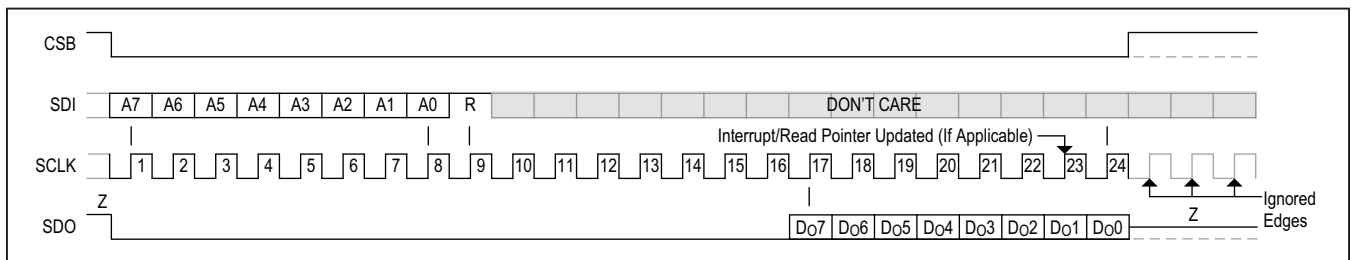 CSB
SDI A7 A6 A5 A4 A3 A2 A1 A0 R DON'T CARE
Interrupt/Read Pointer Updated (If Applicable)
SCLK 1 2 3 4 5 6 7 8 9 10 11 12 13 14 15 16 17 18 19 20 21 22 23 24
Z Z Ignored
SDO DO7 DO6 DO5 DO4 DO3 DO2 DO1 DO0 Edges